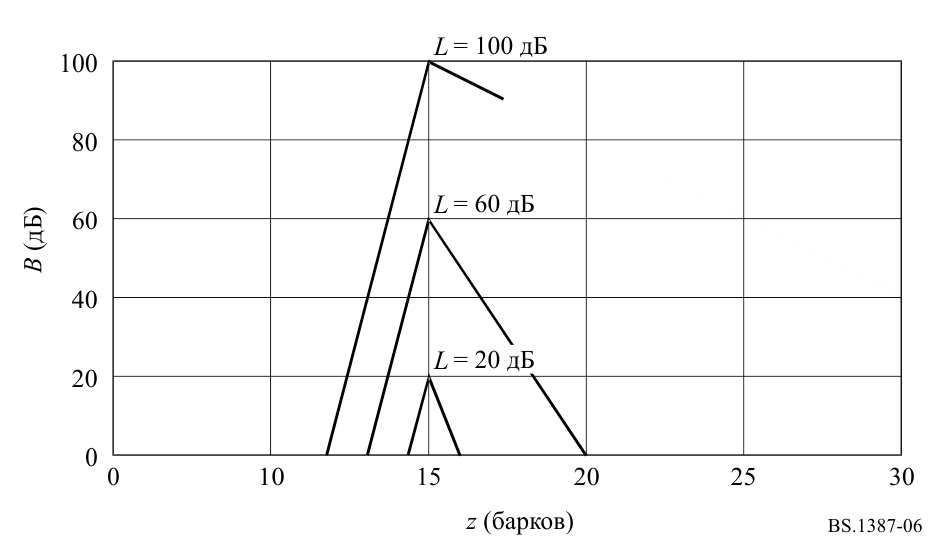 L = 100 дБ
100
80
L = 60 дБ
60
B (дБ)
40
L = 20 дБ
20
0
0 10 15 20 25 30
z (барков)
BS.1387-06